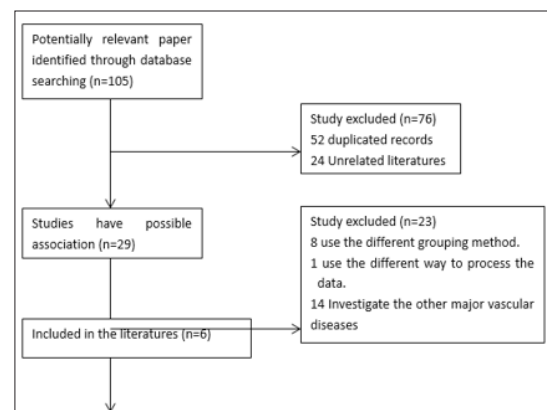 Potentially relevant paper
identified through database
searching (n=105)
Study excluded (n=76)
52 duplicated records
24 Unrelated literatures
Studies have possible
association (n=29)
Study excluded (n=23)
8 use the different grouping method.
1 use the different way to process the
data.
14 Investigate the other major vascular
diseases
Included in the literatures (n=6)